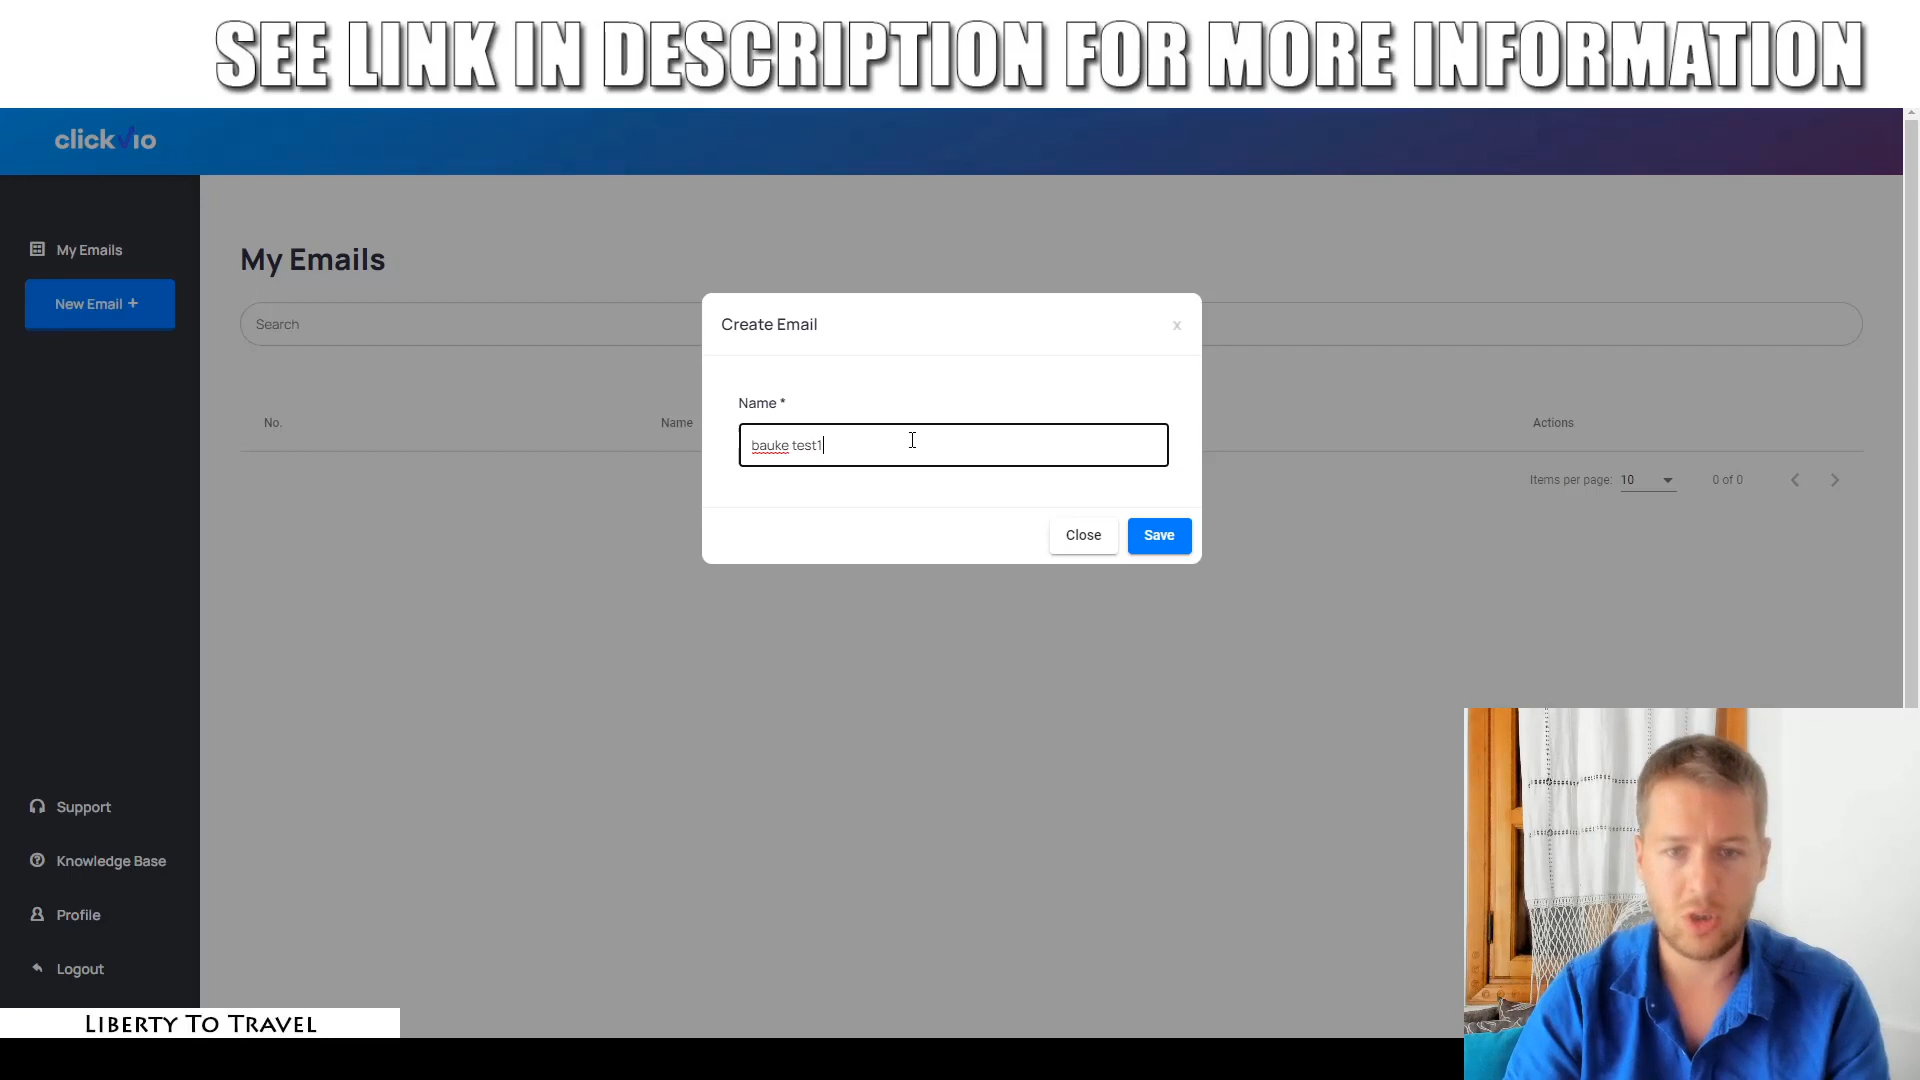 SEE LINK IN DESCRIPTION FOR MORE INFORMATION
clickvio
My Emails
New Email +
My Emails
Search
Create Email
x
Name *
bauke test1
Close
Save
No.
Name
Actions
Items per page: 10
0 of 0
Support
Knowledge Base
Profile
Logout
LIBERTY TO TRAVEL